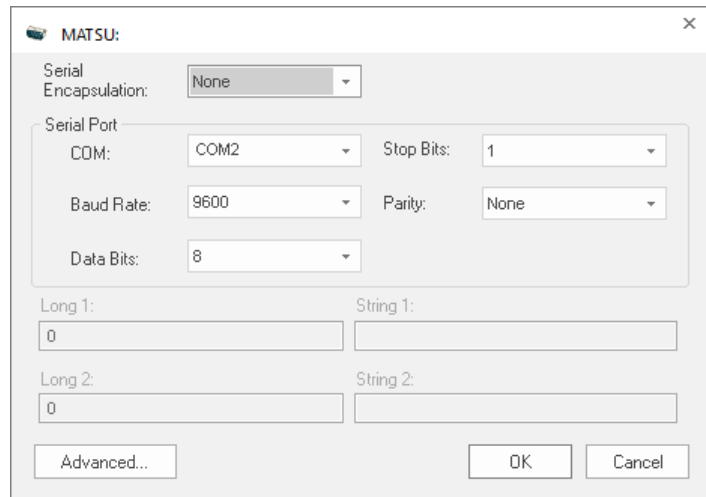 MATSU:
Serial
Encapsulation:
None
Serial Port
COM:
COM2
Stop Bits:
1
Baud Rate:
9600
Parity:
None
Data Bits:
8
Long 1:
String 1:
0
Long 2:
String 2:
0
Advanced...
OK
Cancel